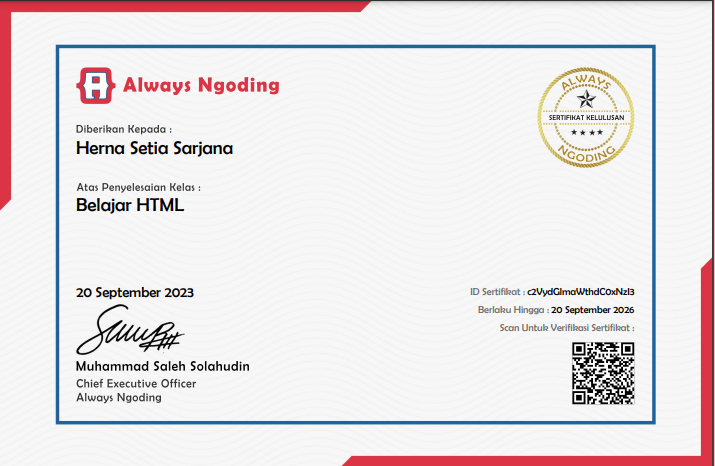 Always Ngoding
Diberikan Kepada :
Herna Setia Sarjana
Atas Penyelesaian Kelas :
Belajar HTML
ALWAYS
SERTIFIKAT KELULUSAN
NGODING
20 September 2023
Muhammad Saleh Solahudin
Chief Executive Officer
Always Ngoding
ID Sertifikat :
Berlaku Hingga : 20 September 2026
Scan Untuk Verifikasi Sertifikat :